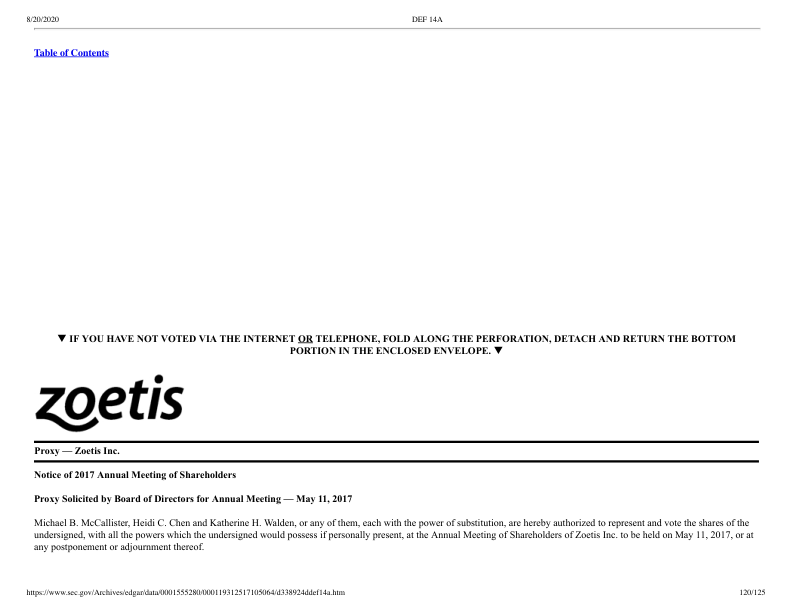 8/20/2020 DEF 14A
Table of Contents
▼ IF YOU HAVE NOT VOTED VIA THE INTERNET OR TELEPHONE, FOLD ALONG THE PERFORATION, DETACH AND RETURN THE BOTTOM
PORTION IN THE ENCLOSED ENVELOPE. ▼
zoetis
Proxy — Zoetis Inc.
Notice of 2017 Annual Meeting of Shareholders
Proxy Solicited by Board of Directors for Annual Meeting — May 11, 2017
Michael B. McCallister, Heidi C. Chen and Katherine H. Walden, or any of them, each with the power of substitution, are hereby authorized to represent and vote the shares of the
undersigned, with all the powers which the undersigned would possess if personally present, at the Annual Meeting of Shareholders of Zoetis Inc. to be held on May 11, 2017, or at
any postponement or adjournment thereof.
https://www.sec.gov/Archives/edgar/data/0001555280/000119312517105064/d338924ddef14a.htm 120/125